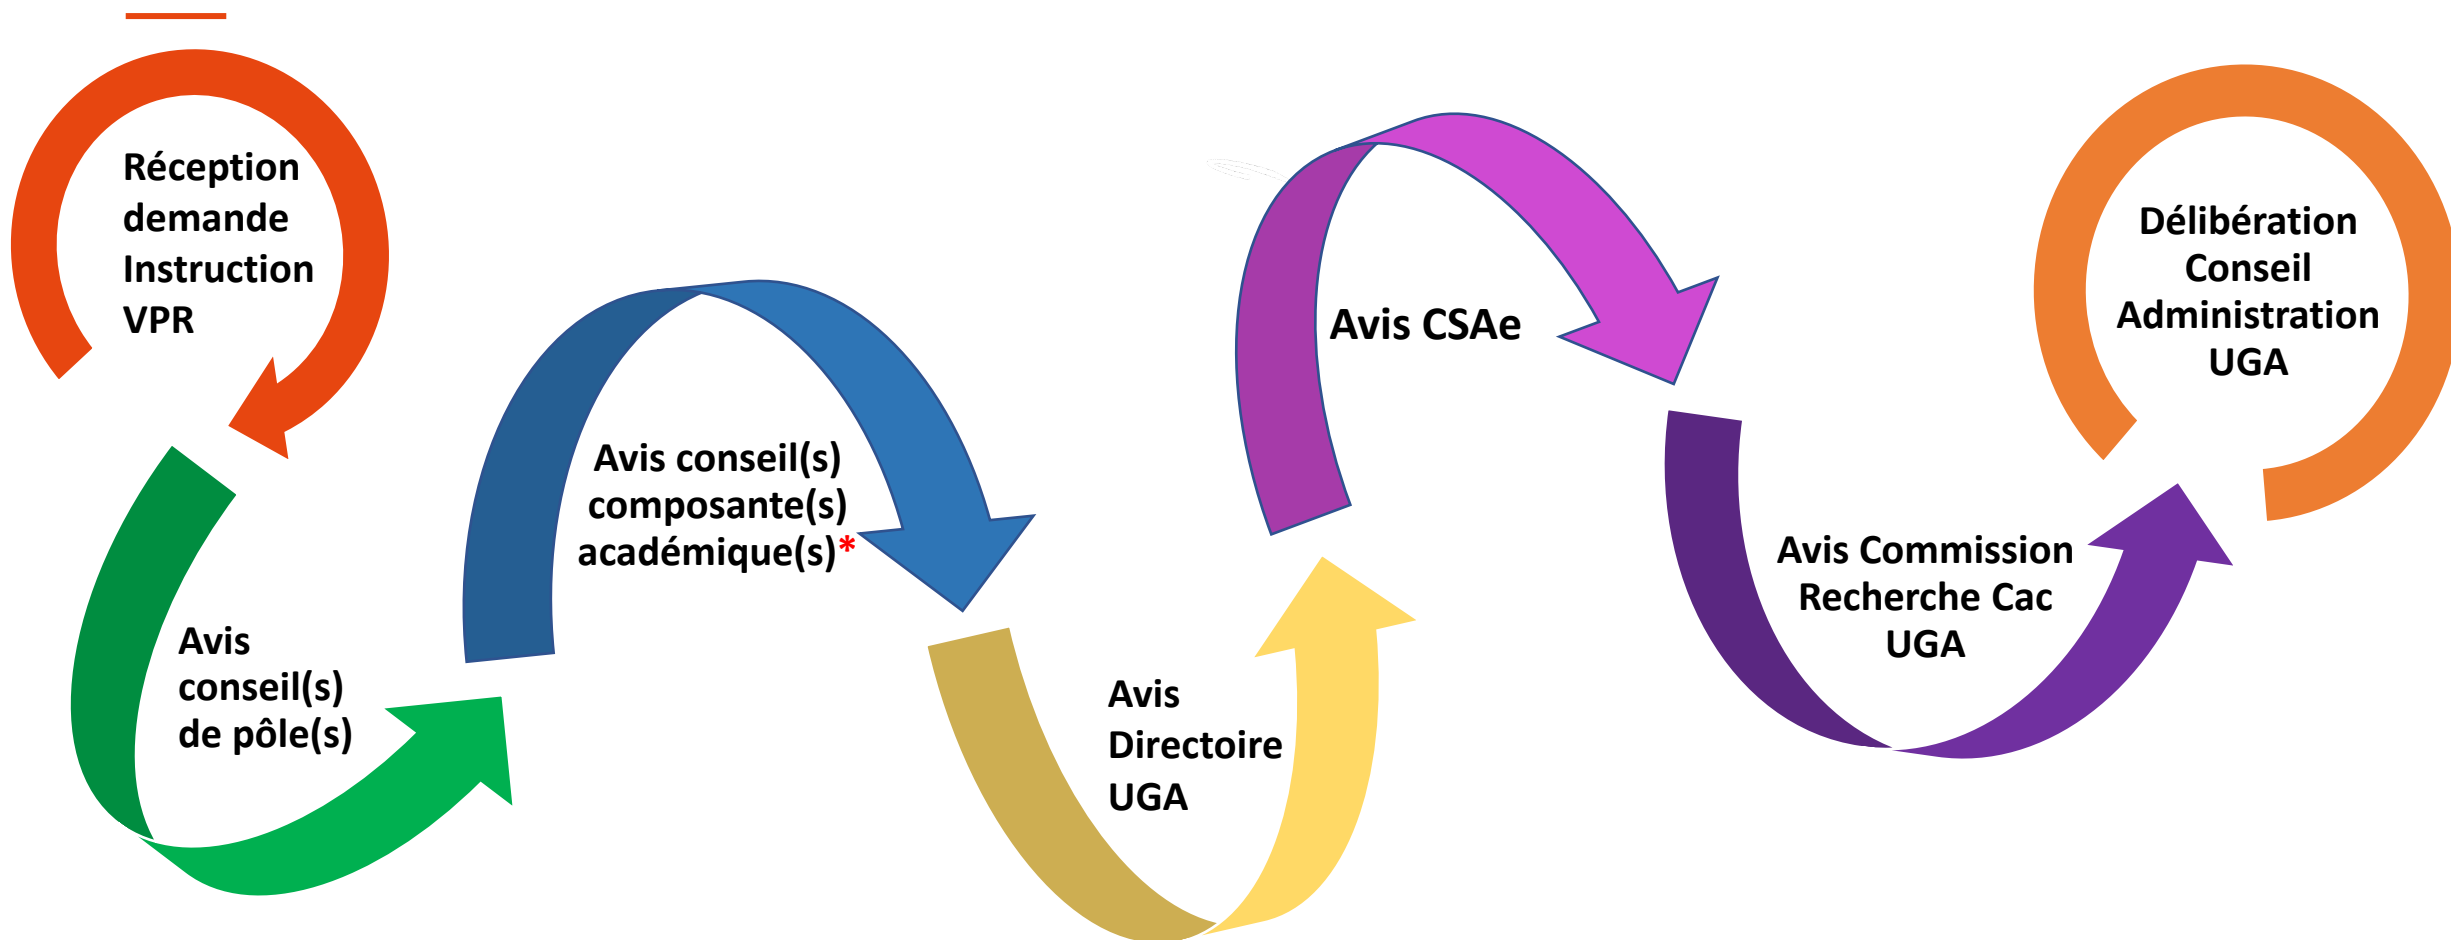 Réception
demande
Instruction
VPR
Avis
conseil(s)
de pôle(s)
Avis conseil(s)
composante(s)
académique(s)*
Avis
Directoire
UGA
Avis CSAe
Avis Commission
Recherche Cac
UGA
Délibération
Conseil
Administration
UGA